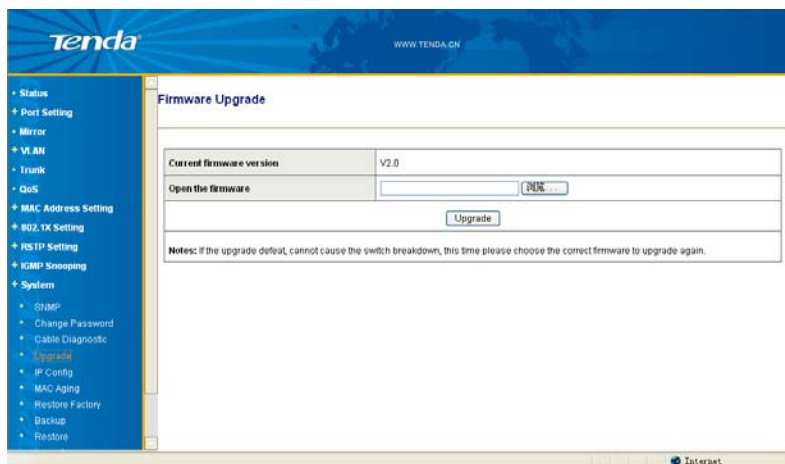 Tenda
WWW.TENDA.CN
Status
Port Setting
Mirror
VLAN
Trunk
QoS
MAC Address Setting
802.1X Setting
RSTP Setting
IGMP Snooping
System
SNMP
Change Password
Cable Diagnostic
Upgrade
IP Config
MAC Aging
Restore Factory
Backup
Restore
Firmware Upgrade
Current firmware version V2.0
Open the firmware
Upgrade
Notes: If the upgrade defeat, cannot cause the switch breakdown, this time please choose the correct firmware to upgrade again.
Internet